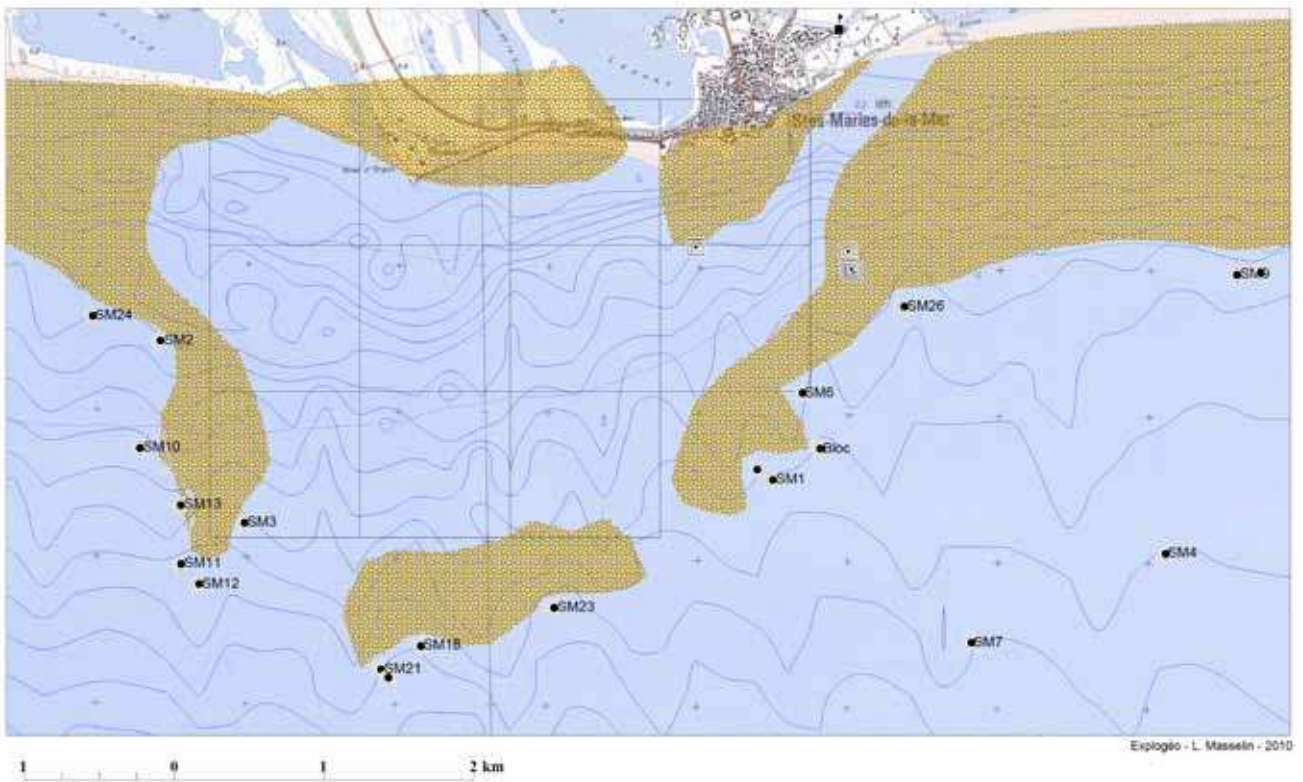 Stes-Maries-de-la-Mer
SM9
SM24
SM26
SM2
SM6
SM10
Bloc
SM1
SM13
SM3
SM4
SM11
SM12
SM23
SM18
SM7
SM21
Explogéo - L. Masselin - 2010
1 0 1 2 km